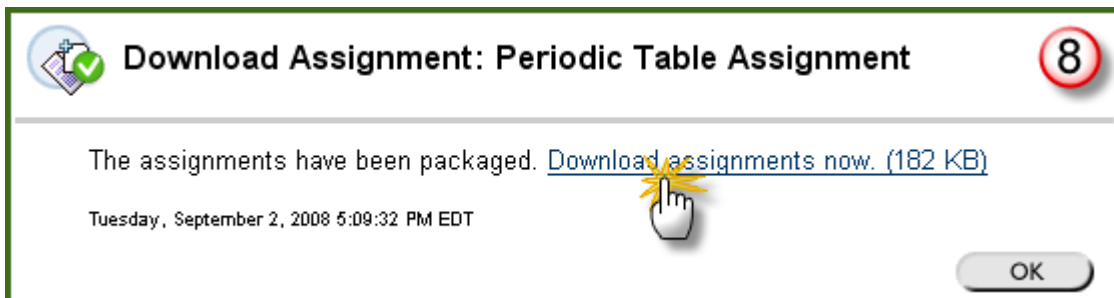 Download Assignment: Periodic Table Assignment
8
The assignments have been packaged. Download assignments now. (182 KB)
Tuesday, September 2, 2008 5:09:32 PM EDT
OK